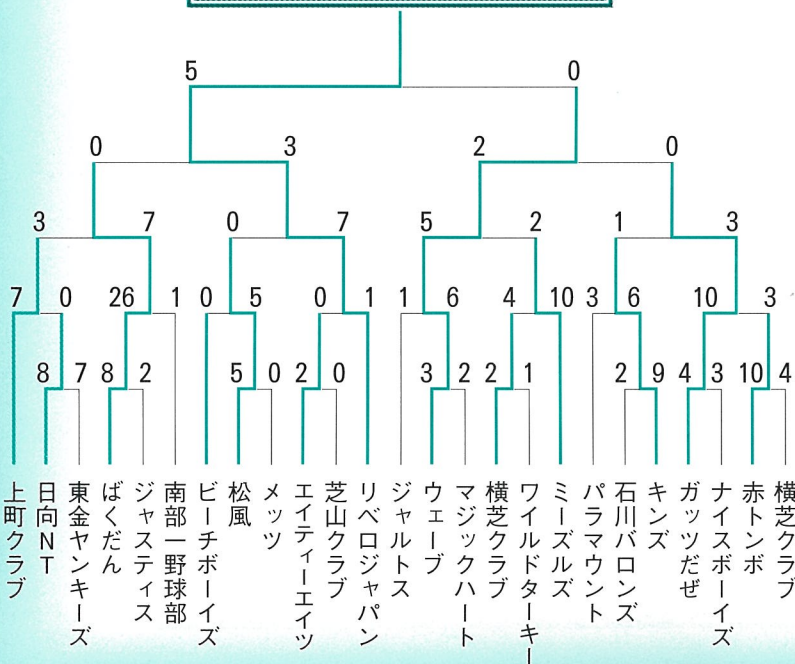 5 0
0 3 2 0
3 7 0 7 5 2 1 3
7 0 26 1 0 5 0 1 1 6 4 10 3 6 10 3
8 7 8 2 5 0 2 0 3 2 2 1 2 9 4 3 10 4
上町クラブ
日向NT
東金ヤンキーズ
ばくだん
ジャスティス
南部一野球部
ビーチボーイズ
松風
メッツ
エイティーエイツ
芝山クラブ
リベロジャパン
ジャルトス
ウェーブ
マジックハート
横芝クラブ
ワイルドターキー
ミーズルズ
パラマウント
石川バロンズ
キンズ
ガッツだぜ
ナイスボーイズ
赤トンボ
横芝クラブ